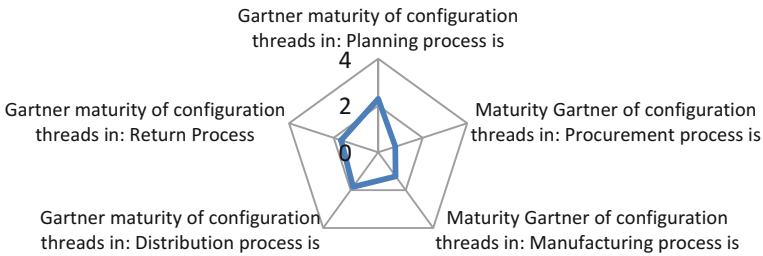 Gartner maturity of configuration
threads in: Planning process is
4
2
0
Maturity Gartner of configuration
threads in: Procurement process is
Maturity Gartner of configuration
threads in: Manufacturing process is
Gartner maturity of configuration
threads in: Distribution process is
Gartner maturity of configuration
threads in: Return Process